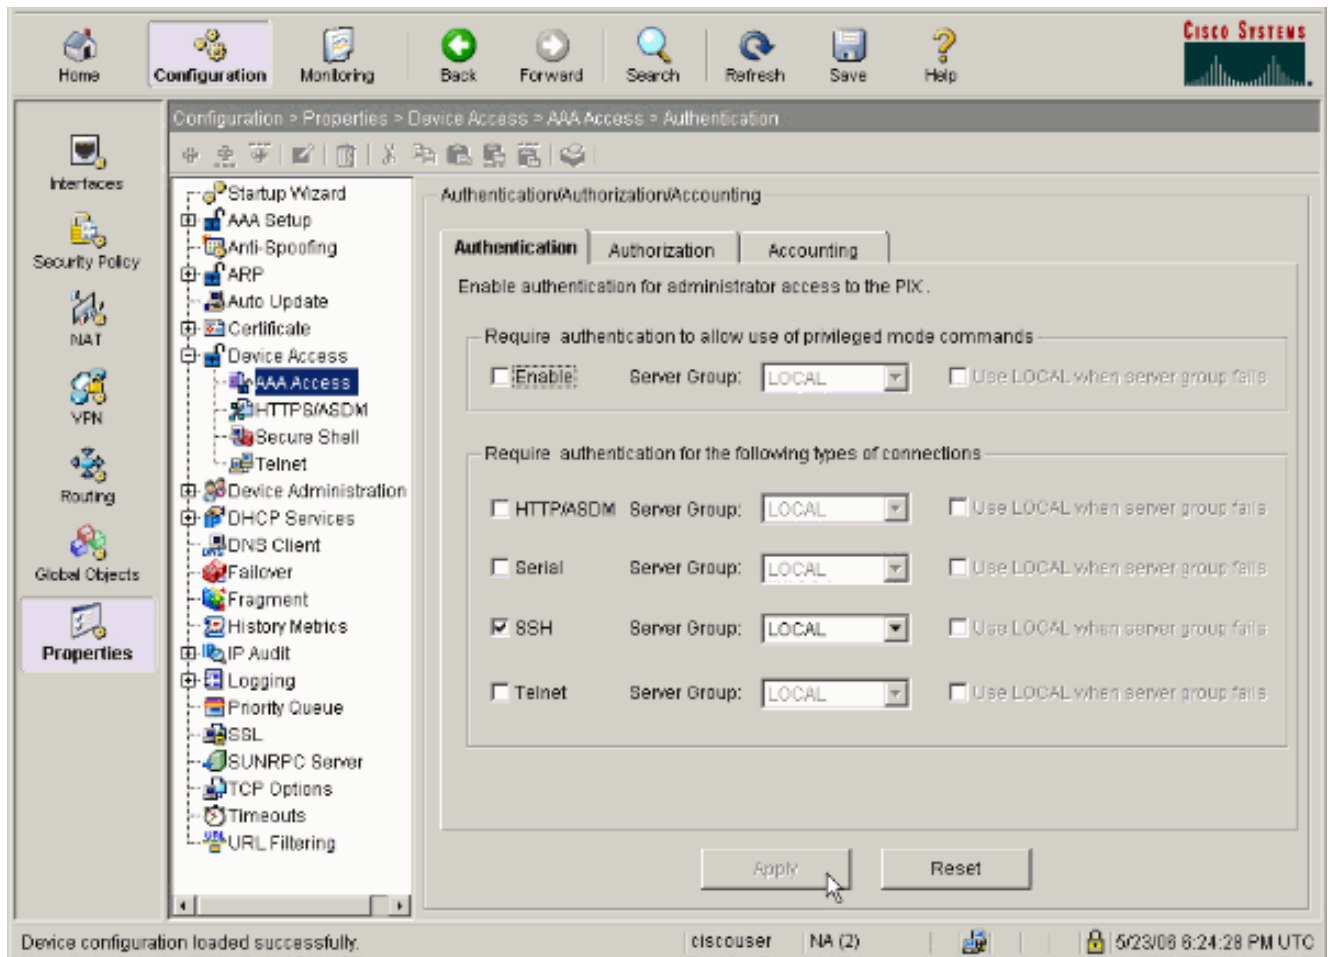 Home
Configuration
Monitoring
Back
Forward
Search
Refresh
Save
Help
CISCO SYSTEMS
Configuration > Properties > Device Access > AAA Access > Authentication
Interfaces
Security Policy
NAT
VPN
Routing
Global Objects
Properties
Startup Wizard
AAA Setup
Anti-Spoofing
ARP
Auto Update
Certificate
Device Access
AAA Access
HTTPS/ASDM
Secure Shell
Telnet
Device Administration
DHCP Services
DNS Client
Failover
Fragment
History Metrics
IP Audit
Logging
Priority Queue
SSL
SUNRPC Server
TCP Options
Timeouts
URL Filtering
Authentication/Authorization/Accounting
Authentication
Authorization
Accounting
Enable authentication for administrator access to the PIX.
Require authentication to allow use of privileged mode commands
Enable Server Group: LOCAL Use LOCAL when server group fails
Require authentication for the following types of connections
HTTP/ASDM Server Group: LOCAL Use LOCAL when server group fails
Serial Server Group: LOCAL Use LOCAL when server group fails
SSH Server Group: LOCAL Use LOCAL when server group fails
Telnet Server Group: LOCAL Use LOCAL when server group fails
Apply
Reset
Device configuration loaded successfully.
ciscouser
NA (2)
5/23/06 6:24:28 PM UTC